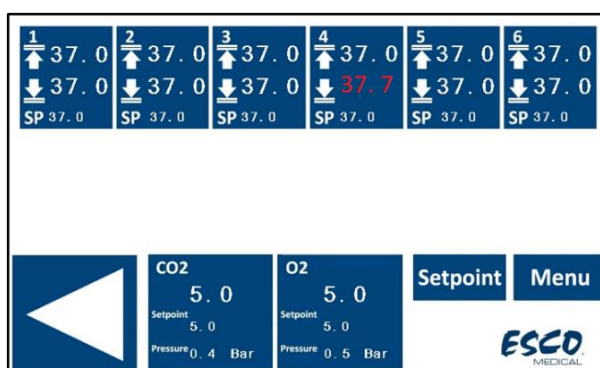 1 2 3 4 5 6
37.0 37.0 37.0 37.0 37.0 37.0
37.0 37.0 37.0 37.7 37.0 37.0
SP 37.0 SP 37.0 SP 37.0 SP 37.0 SP 37.0 SP 37.0
CO2 O2 Setpoint Menu
5.0 5.0
Setpoint Setpoint
5.0 5.0
Pressure 0.4 Bar Pressure 0.5 Bar
ESCO
MEDICAL